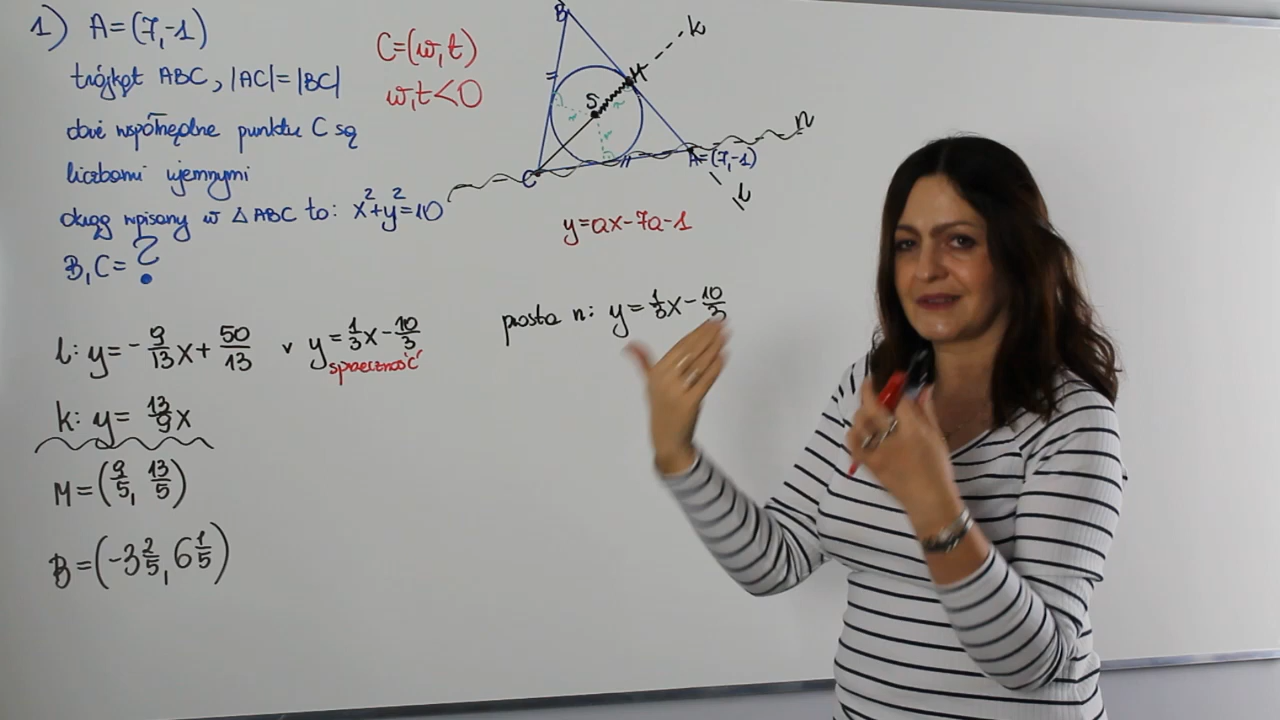 1) A=(7,-1)
trójkąt ABC, |AC|=|BC|
dwie współrzędne punktu C są
liczbami ujemnymi
okrąg wpisany w △ABC to: x²+y²=10
B,C=?
C=(w,t)
w,t<0
B
k
M
S
r
r
n
A=(7,-1)
C
l
y=ax-7a-1
l: y=-9/13x+50/13 v y=1/3x-10/3
sprzeczność
prosta n: y=1/3x-10/3
k: y=13/9x
M=(9/5, 13/5)
B=(-3 2/5, 6 1/5)